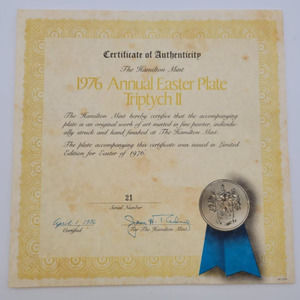 Certificate of Authenticity
The Hamilton Mint
1976 Annual Easter Plate
Triptych II
The Hamilton Mint hereby certifies that the accompanying
plate is an original work of art minted in fine pewter, individu-
ally struck and hand finished at The Hamilton Mint.
The plate accompanying this certificate was issued in Limited
Edition for Easter of 1976.
21
Serial Number
April 1, 1976
Certified
For The Hamilton Mint